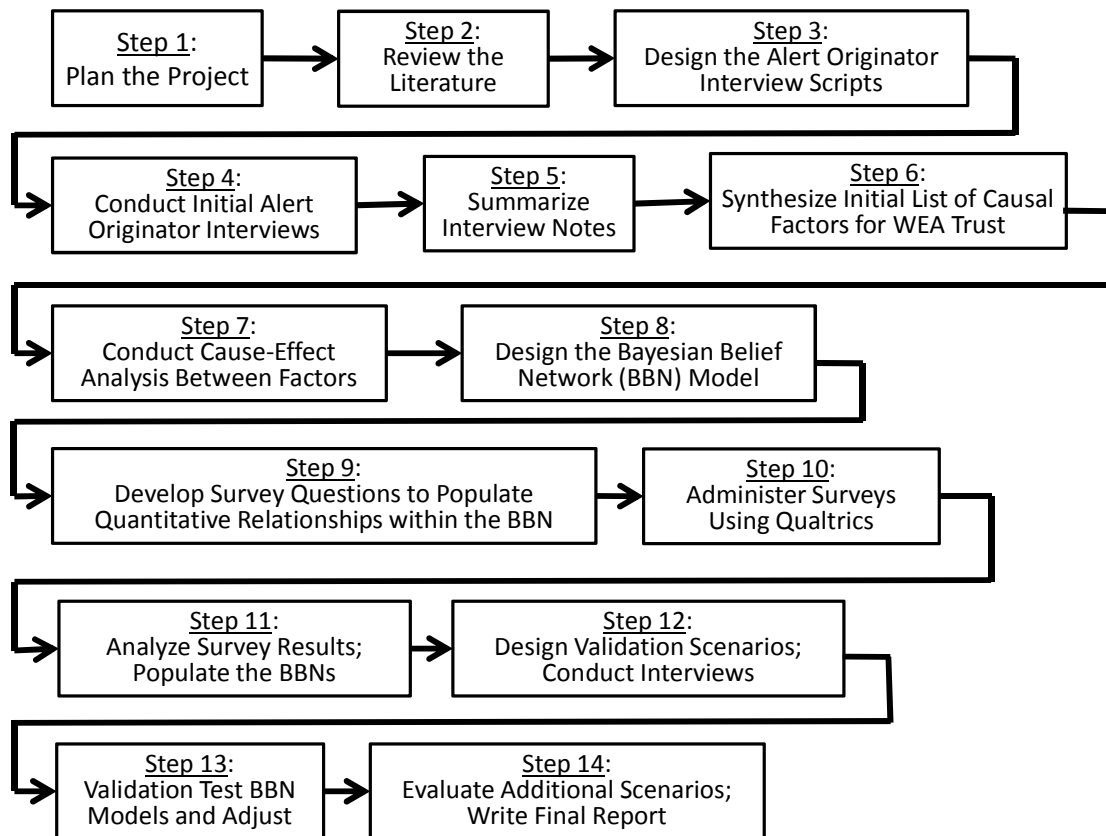 Step 1:
Plan the Project
Step 2:
Review the
Literature
Step 3:
Design the Alert Originator
Interview Scripts
Step 4:
Conduct Initial Alert
Originator Interviews
Step 5:
Summarize
Interview Notes
Step 6:
Synthesize Initial List of Causal
Factors for WEA Trust
Step 7:
Conduct Cause-Effect
Analysis Between Factors
Step 8:
Design the Bayesian Belief
Network (BBN) Model
Step 9:
Develop Survey Questions to Populate
Quantitative Relationships within the BBN
Step 10:
Administer Surveys
Using Qualtrics
Step 11:
Analyze Survey Results;
Populate the BBNs
Step 12:
Design Validation Scenarios;
Conduct Interviews
Step 13:
Validation Test BBN
Models and Adjust
Step 14:
Evaluate Additional Scenarios;
Write Final Report